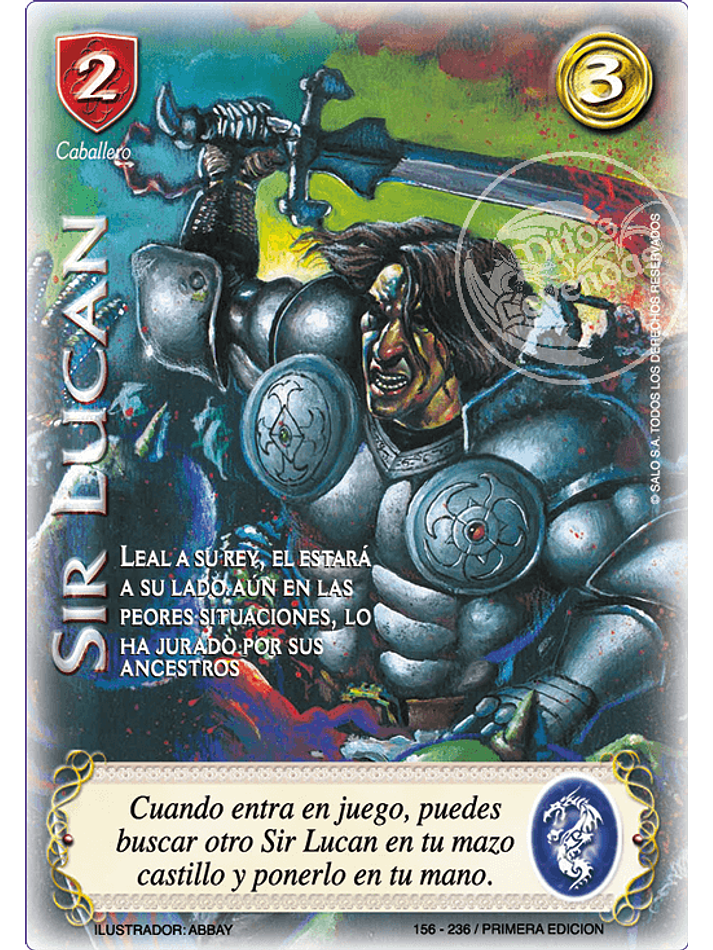 2
3
Caballero
SIR LUCAN
Mitos
y
Leyendas
© SALO S.A. TODOS LOS DERECHOS RESERVADOS
LEAL A SU REY, EL ESTARÁ
A SU LADO AÚN EN LAS
PEORES SITUACIONES, LO
HA JURADO POR SUS
ANCESTROS
Cuando entra en juego, puedes
buscar otro Sir Lucan en tu mazo
castillo y ponerlo en tu mano.
ILUSTRADOR: ABBAY
156 - 236 / PRIMERA EDICION